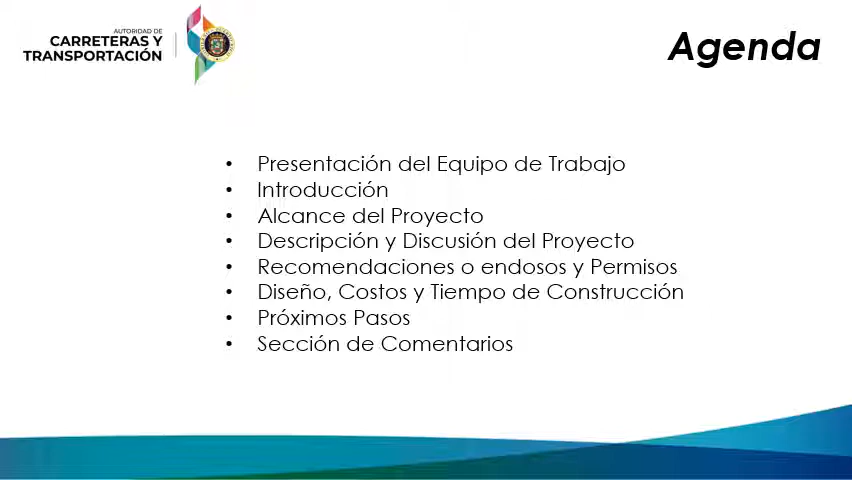 AUTORIDAD DE
CARRETERAS Y
TRANSPORTACIÓN
Agenda
• Presentación del Equipo de Trabajo
• Introducción
• Alcance del Proyecto
• Descripción y Discusión del Proyecto
• Recomendaciones o endosos y Permisos
• Diseño, Costos y Tiempo de Construcción
• Próximos Pasos
• Sección de Comentarios